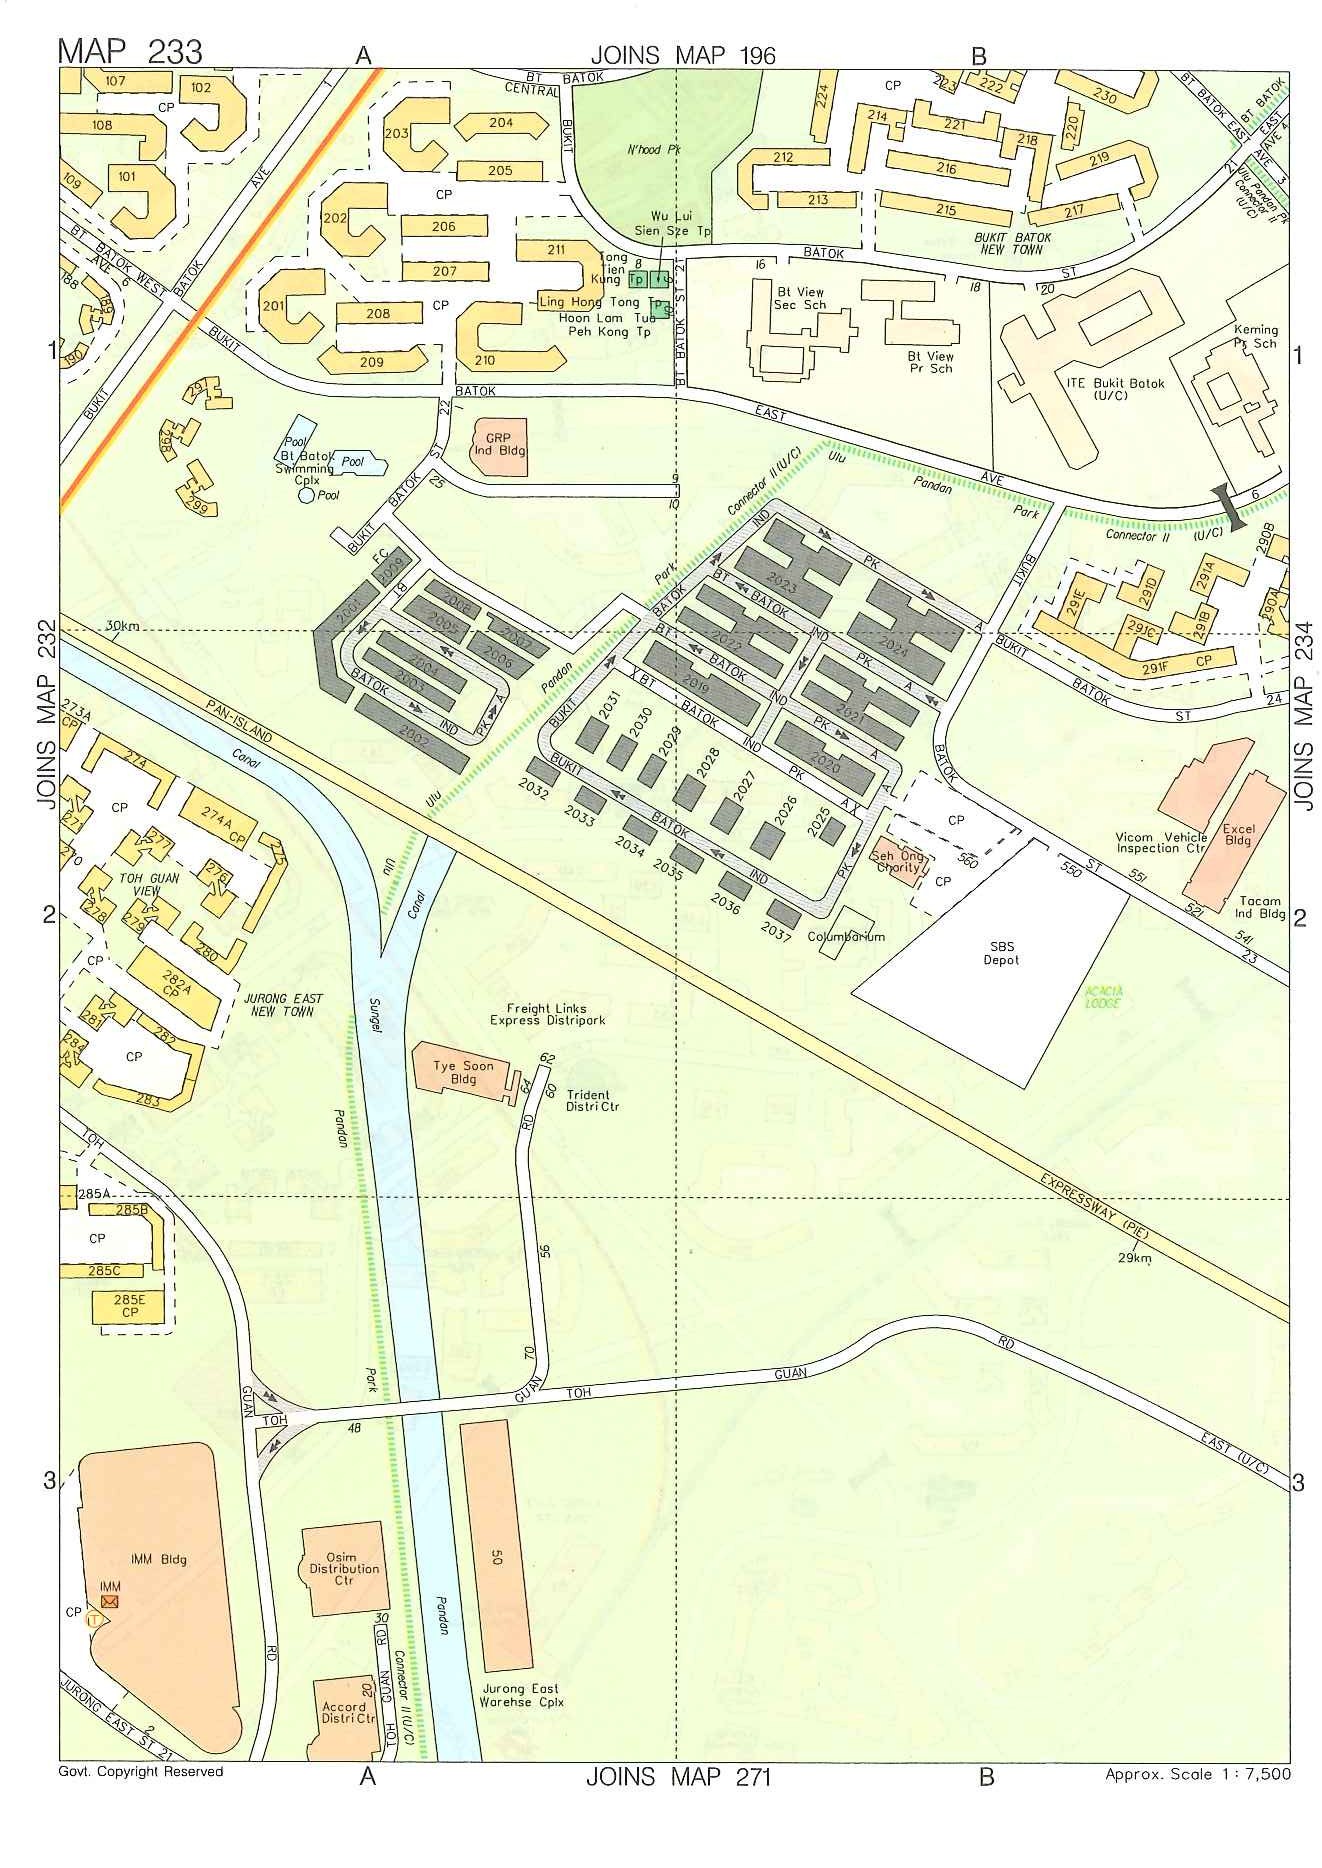 MAP 233
A
JOINS MAP 196
B
107
102
CP
108
101
109
AVE
BATOK
BUKIT
BT BATOK WEST
AVE 6
188
189
190
203
204
205
CP
202
206
207
211
201
208
CP
209
210
BT BATOK
CENTRAL
BUKIT
N'hood Pk
Wu Lui
Sien Sze Tp
Tong
Tien
Kung
8
Tp
Ling Hong Tong Tp
Hoon Lam Tua
Peh Kong Tp
BT BATOK ST 21
224
CP
223
222
230
214
221
218
220
212
216
219
213
215
217
BUKIT BATOK
NEW TOWN
BT BATOK EAST
AVE 3
BT BATOK
EAST
AVE 4
Ulu Pandan Pk
Connector II
(U/C)
BATOK
ST
21
16
18
20
Bt View
Sec Sch
Bt View
Pr Sch
ITE Bukit Batok
(U/C)
Keming
Pr Sch
1
1
BUKIT
BATOK
EAST
AVE
6
297
298
299
Pool
Pool
Bt Batok
Swimming
Cplx
Pool
22
1
ST
BATOK
BUKIT
25
GRP
Ind Bldg
9
10
Connector II (U/C)
Ulu
Pandan
Park
Connector II
(U/C)
Park
Pandan
Ulu
FC
2009
2001
2008
2005
2007
2006
2004
2003
2002
BT
BATOK
IND
PK A
30km
IND
PK
A
BATOK
BT
2023
2024
2022
2019
2021
2020
BT BATOK IND PK A
BT BATOK IND PK A
X BT BATOK IND PK A X
BUKIT
BUKIT
BATOK
IND
PK
A
2031
2030
2029
2028
2027
2026
2025
2032
2033
2034
2035
2036
2037
BUKIT
BUKIT
BATOK
ST
24
291E
291D
291A
290B
291C
291B
290A
291F
CP
JOINS MAP 232
JOINS MAP 234
BATOK
ST
23
CP
560
550
551
521
541
Vicom Vehicle
Inspection Ctr
Excel
Bldg
Tacam
Ind Bldg
Seh Ong
Charity
CP
Columbarium
SBS
Depot
ACACIA
LODGE
PAN-ISLAND
EXPRESSWAY (PIE)
29km
Canal
Canal
Ulu
273A
CP
274
CP
274A
CP
271
277
275
276
270
TOH GUAN
VIEW
278
279
280
CP
282A
CP
281
282
284
CP
283
JURONG EAST
NEW TOWN
2
2
Sungei
Pandan
Park
Connector II (U/C)
Pandan
Freight Links
Express Distripark
Tye Soon
Bldg
62
64
60
Trident
Distri Ctr
RD
56
70
GUAN
TOH
285A
285B
CP
285C
285E
CP
GUAN
TOH
48
TOH
GUAN
RD
EAST (U/C)
3
3
IMM Bldg
IMM
CP
T
RD
JURONG EAST ST 21
2
Osim
Distribution
Ctr
30
TOH GUAN RD
20
Accord
Distri Ctr
50
Jurong East
Warehse Cplx
Govt. Copyright Reserved
A
JOINS MAP 271
B
Approx. Scale 1 : 7,500